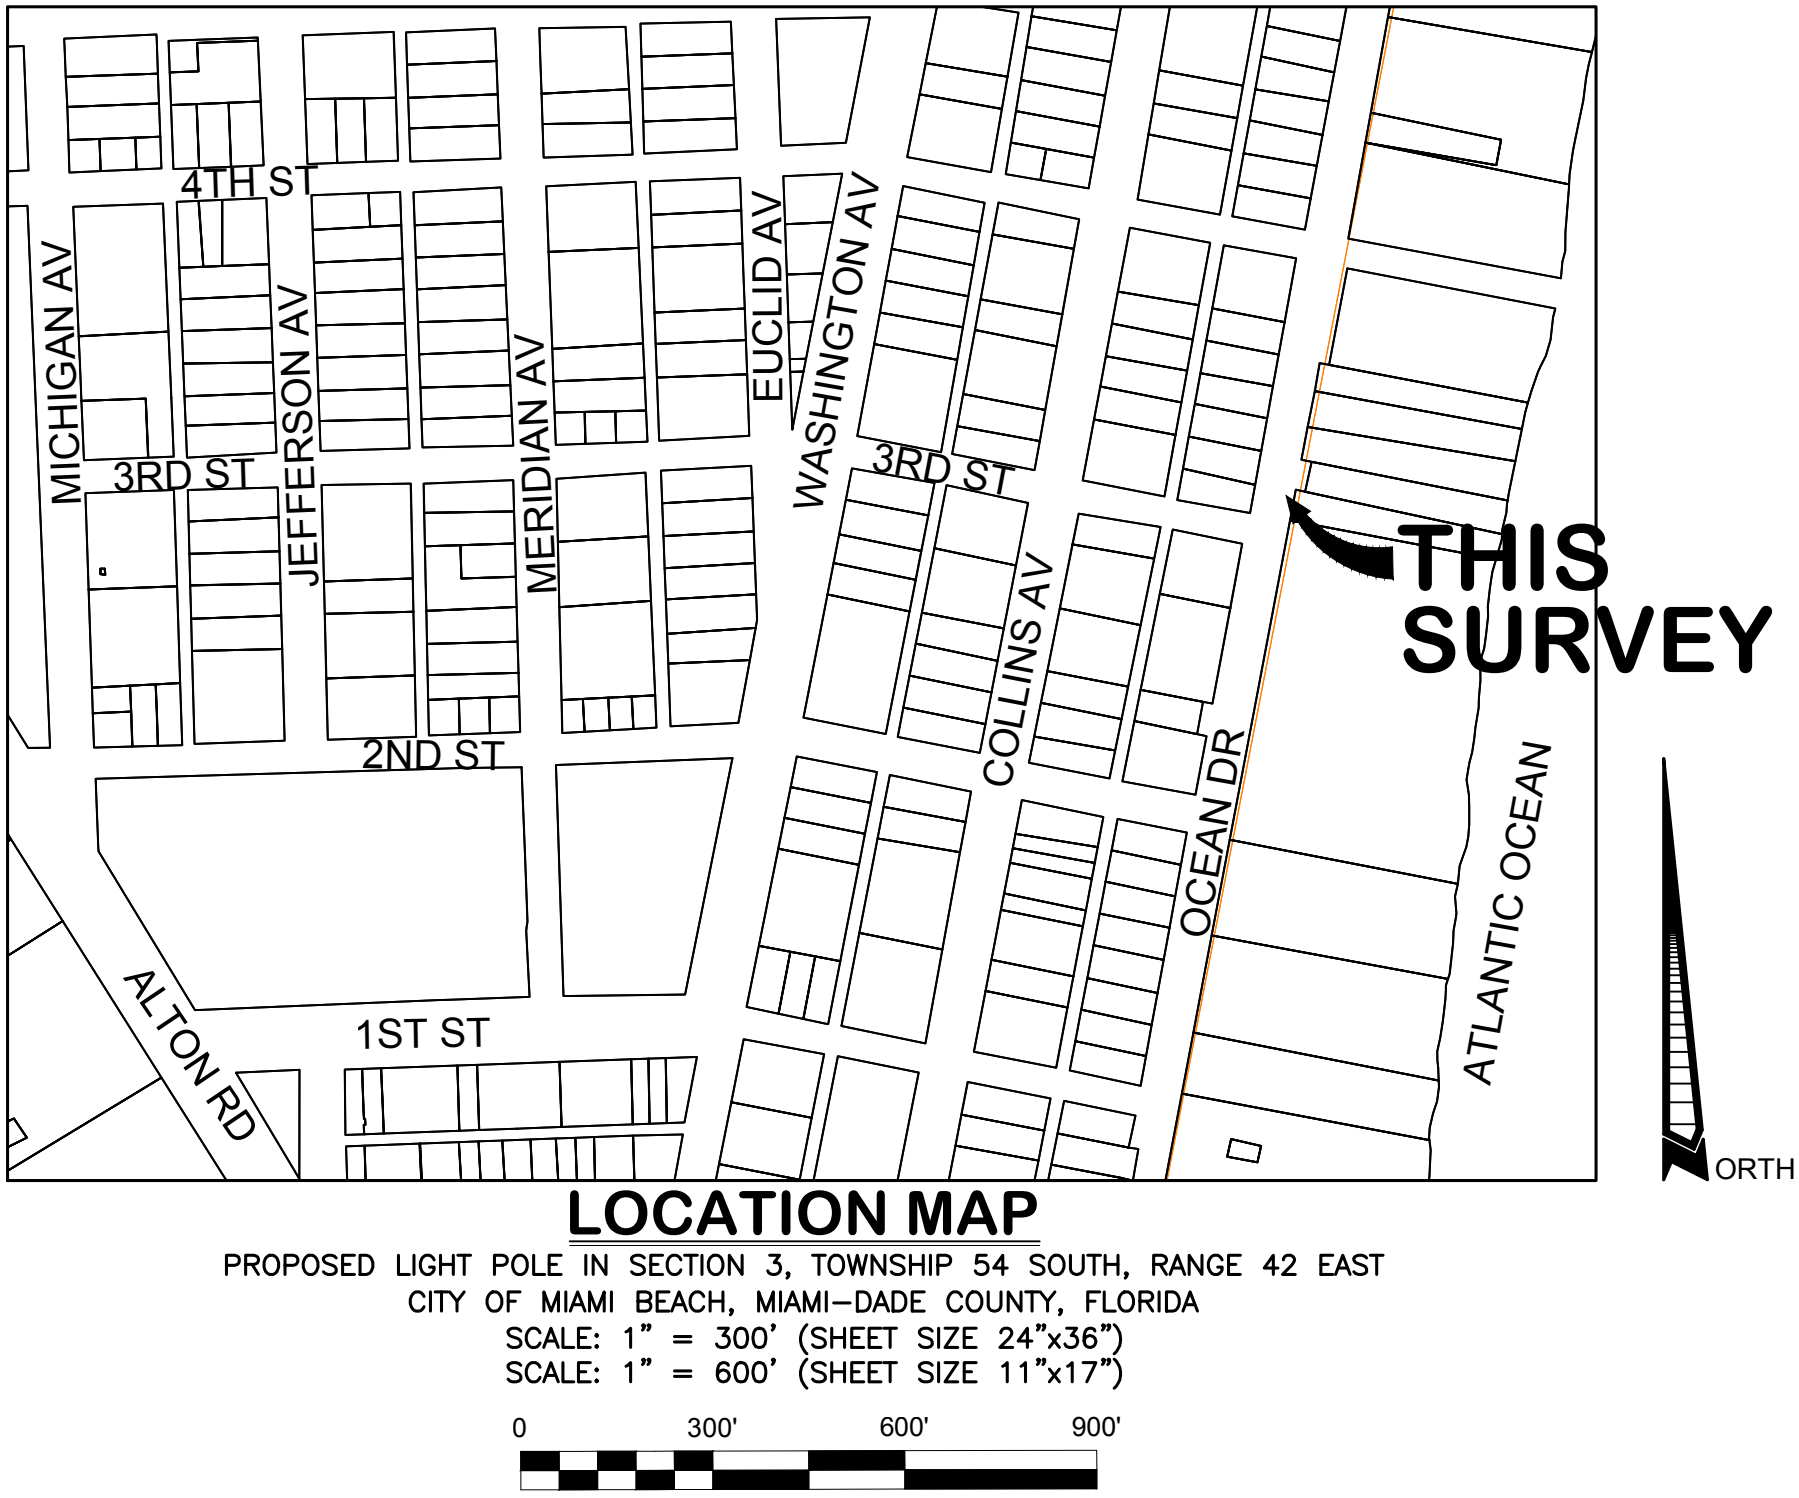 4TH ST
MICHIGAN AV
JEFFERSON AV
MERIDIAN AV
EUCLID AV
WASHINGTON AV
3RD ST
3RD ST
THIS
SURVEY
COLLINS AV
2ND ST
OCEAN DR
ATLANTIC OCEAN
ALTON RD
1ST ST
NORTH
LOCATION MAP
PROPOSED LIGHT POLE IN SECTION 3, TOWNSHIP 54 SOUTH, RANGE 42 EAST
CITY OF MIAMI BEACH, MIAMI-DADE COUNTY, FLORIDA
SCALE: 1" = 300' (SHEET SIZE 24"x36")
SCALE: 1" = 600' (SHEET SIZE 11"x17")
0 300' 600' 900'